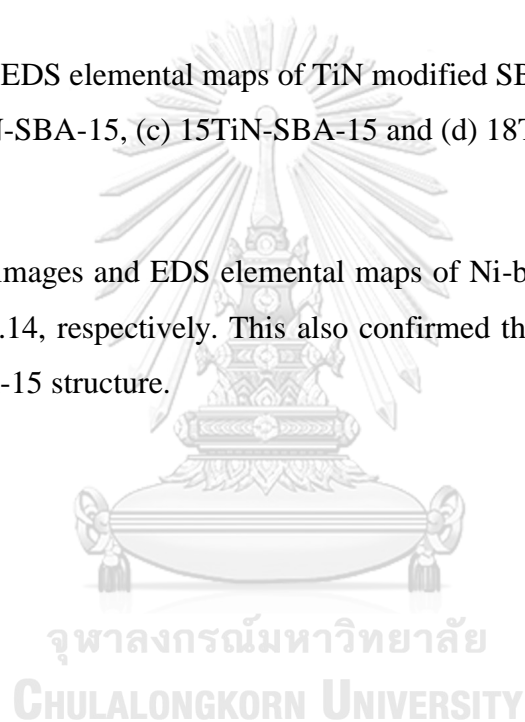 EDS elemental maps of TiN modified SB
-SBA-15, (c) 15TiN-SBA-15 and (d) 18T
images and EDS elemental maps of Ni-b
.14, respectively. This also confirmed th
-15 structure.
จุฬาลงกรณ์มหาวิทยาลัย
CHULALONGKORN UNIVERSITY